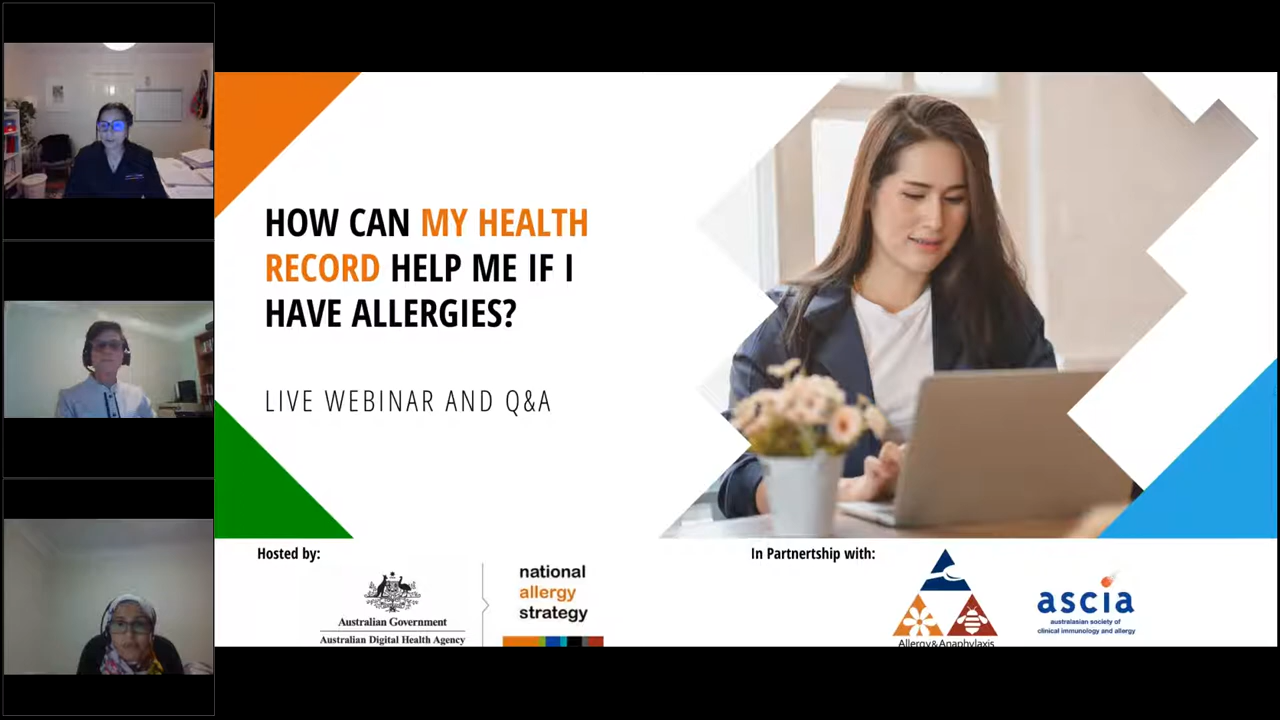 HOW CAN MY HEALTH
RECORD HELP ME IF I
HAVE ALLERGIES?
LIVE WEBINAR AND Q&A
Hosted by:
Australian Government
Australian Digital Health Agency
national
allergy
strategy
In Partnertship with:
Allergy & Anaphylaxis
ascia
australasian society of
clinical immunology and allergy